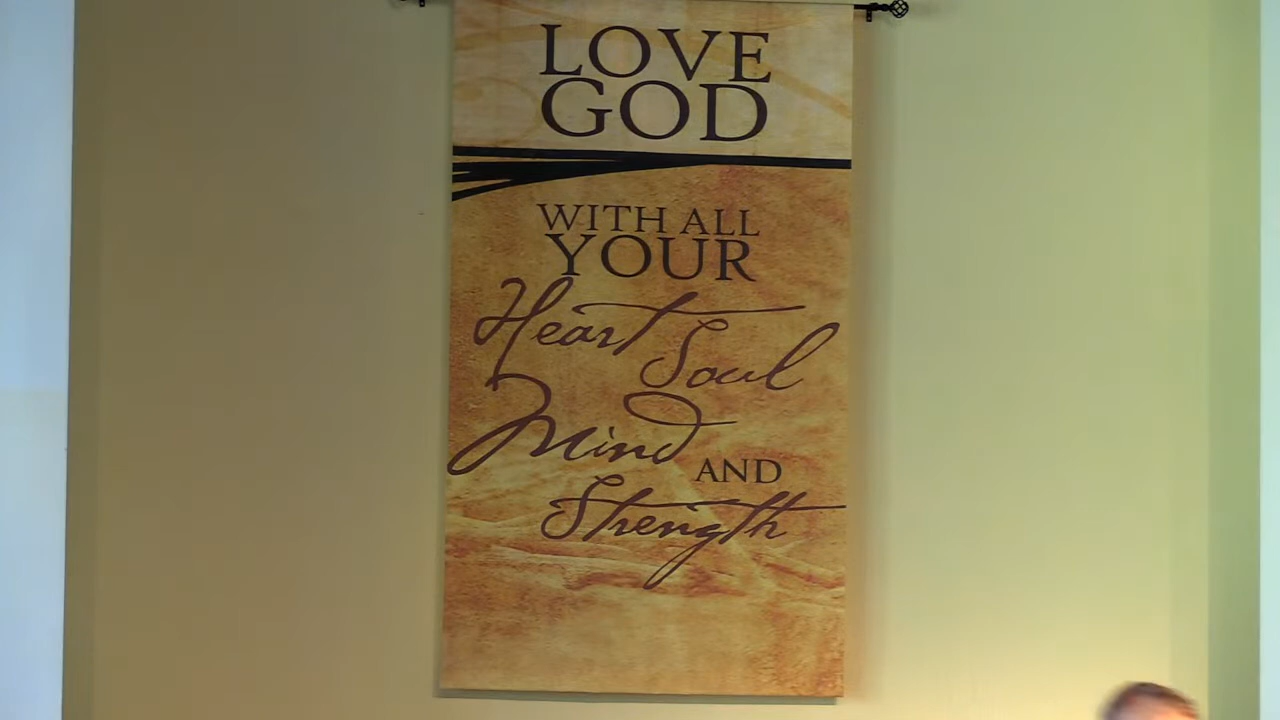 LOVE
GOD
WITH ALL
YOUR
Heart
Soul
Mind AND
Strength